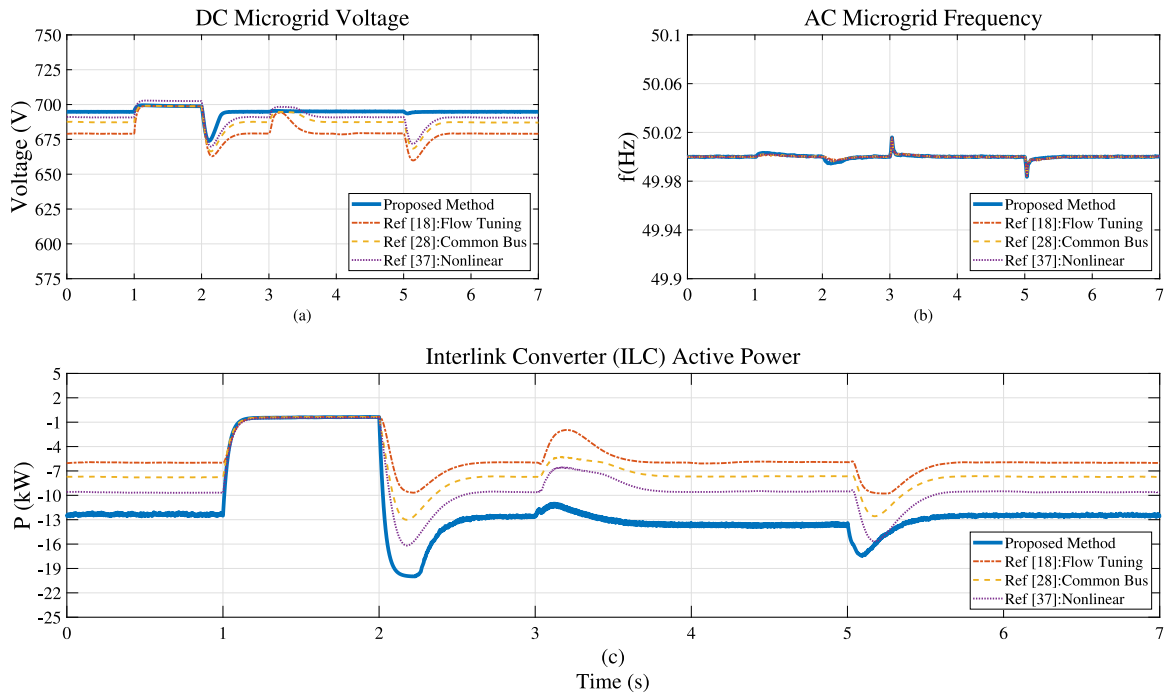 DC Microgrid Voltage
750
725
700
675
650
625
600
575
Voltage (V)
Proposed Method
Ref [18]:Flow Tuning
Ref [28]:Common Bus
Ref [37]:Nonlinear
0 1 2 3 4 5 6 7
(a)
AC Microgrid Frequency
50.1
50.06
50.02
49.98
49.94
49.9
f(Hz)
Proposed Method
Ref [18]:Flow Tuning
Ref [28]:Common Bus
Ref [37]:Nonlinear
0 1 2 3 4 5 6 7
(b)
Interlink Converter (ILC) Active Power
5
2
-1
-4
-7
-10
-13
-16
-19
-22
-25
P (kW)
Proposed Method
Ref [18]:Flow Tuning
Ref [28]:Common Bus
Ref [37]:Nonlinear
0 1 2 3 4 5 6 7
(c)
Time (s)